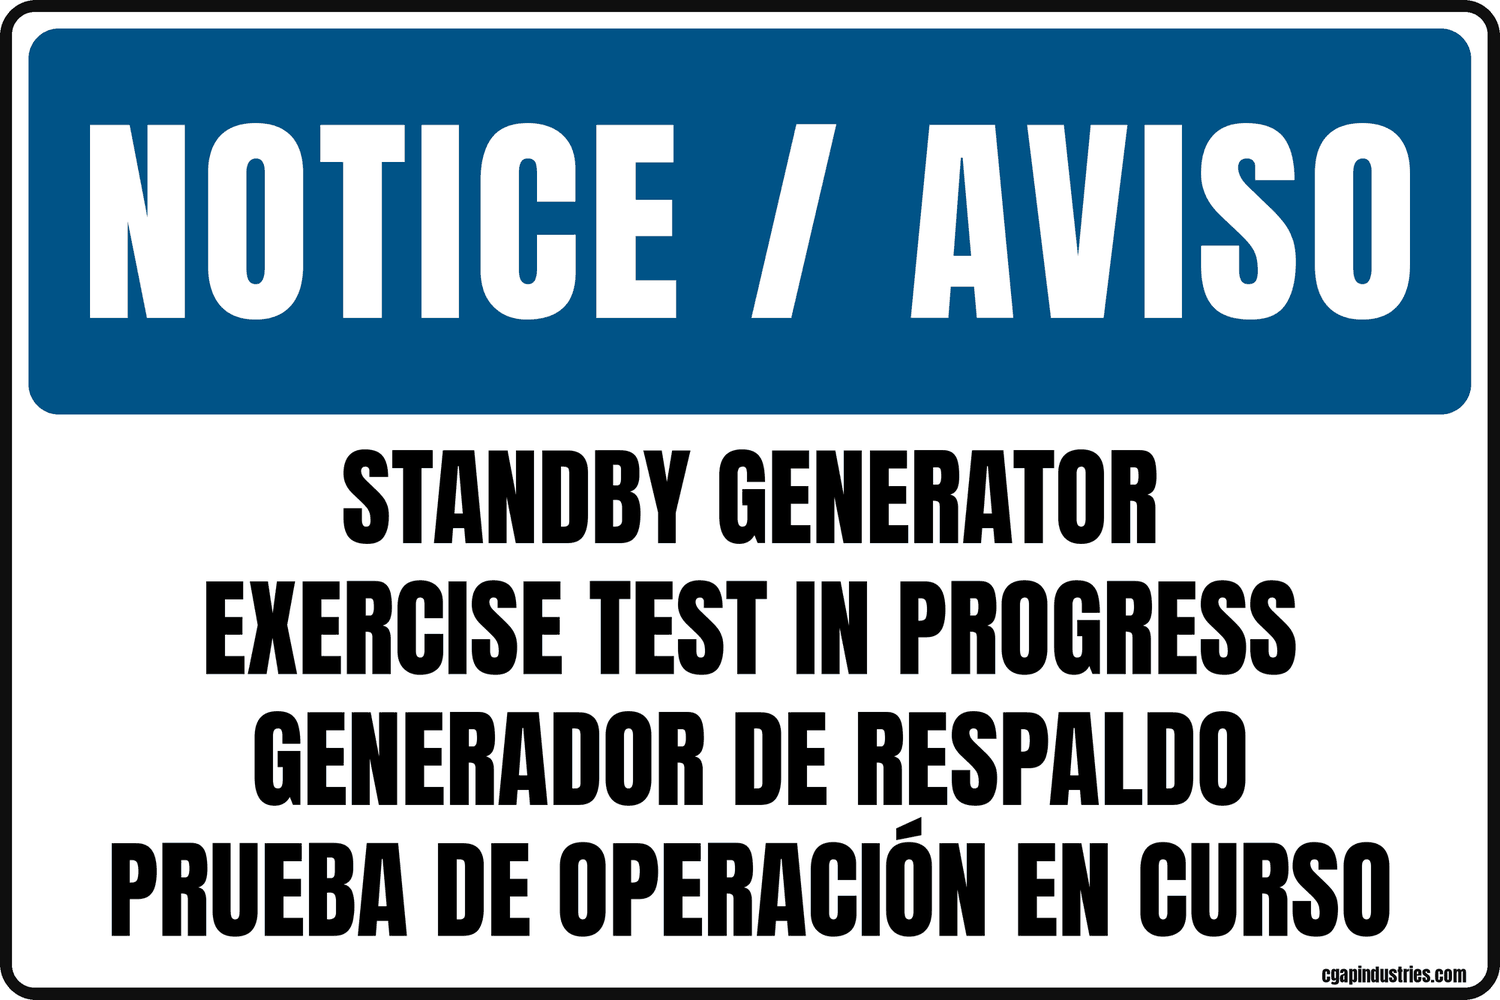 NOTICE / AVISO
STANDBY GENERATOR
EXERCISE TEST IN PROGRESS
GENERADOR DE RESPALDO
PRUEBA DE OPERACIÓN EN CURSO
cgapindustries.com